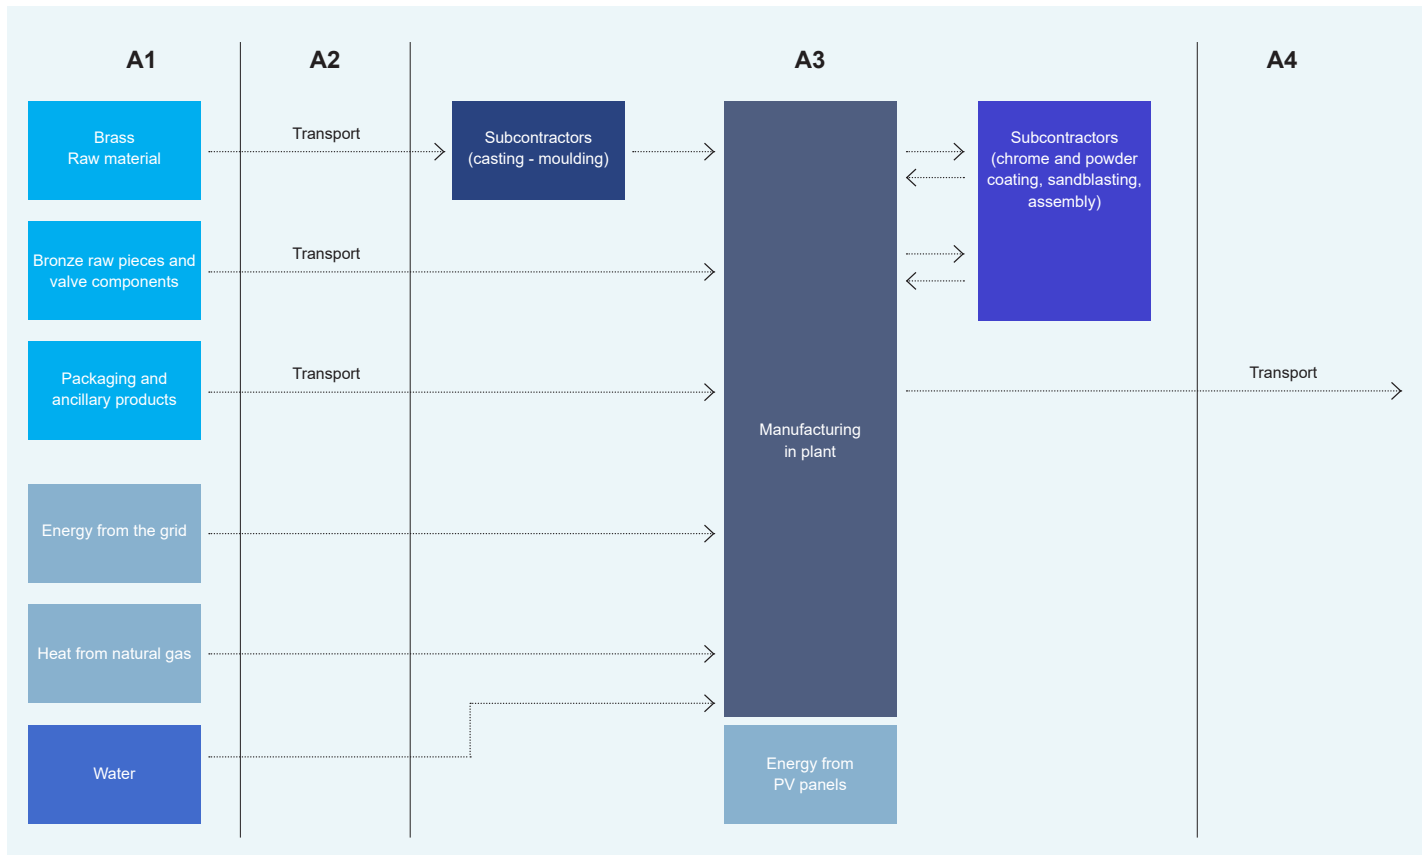 A1
A2
A3
A4
Brass
Raw material
Transport
Subcontractors
(casting - moulding)
Subcontractors
(chrome and powder
coating, sandblasting,
assembly)
Bronze raw pieces and
valve components
Transport
Packaging and
ancillary products
Transport
Transport
Manufacturing
in plant
Energy from the grid
Heat from natural gas
Water
Energy from
PV panels